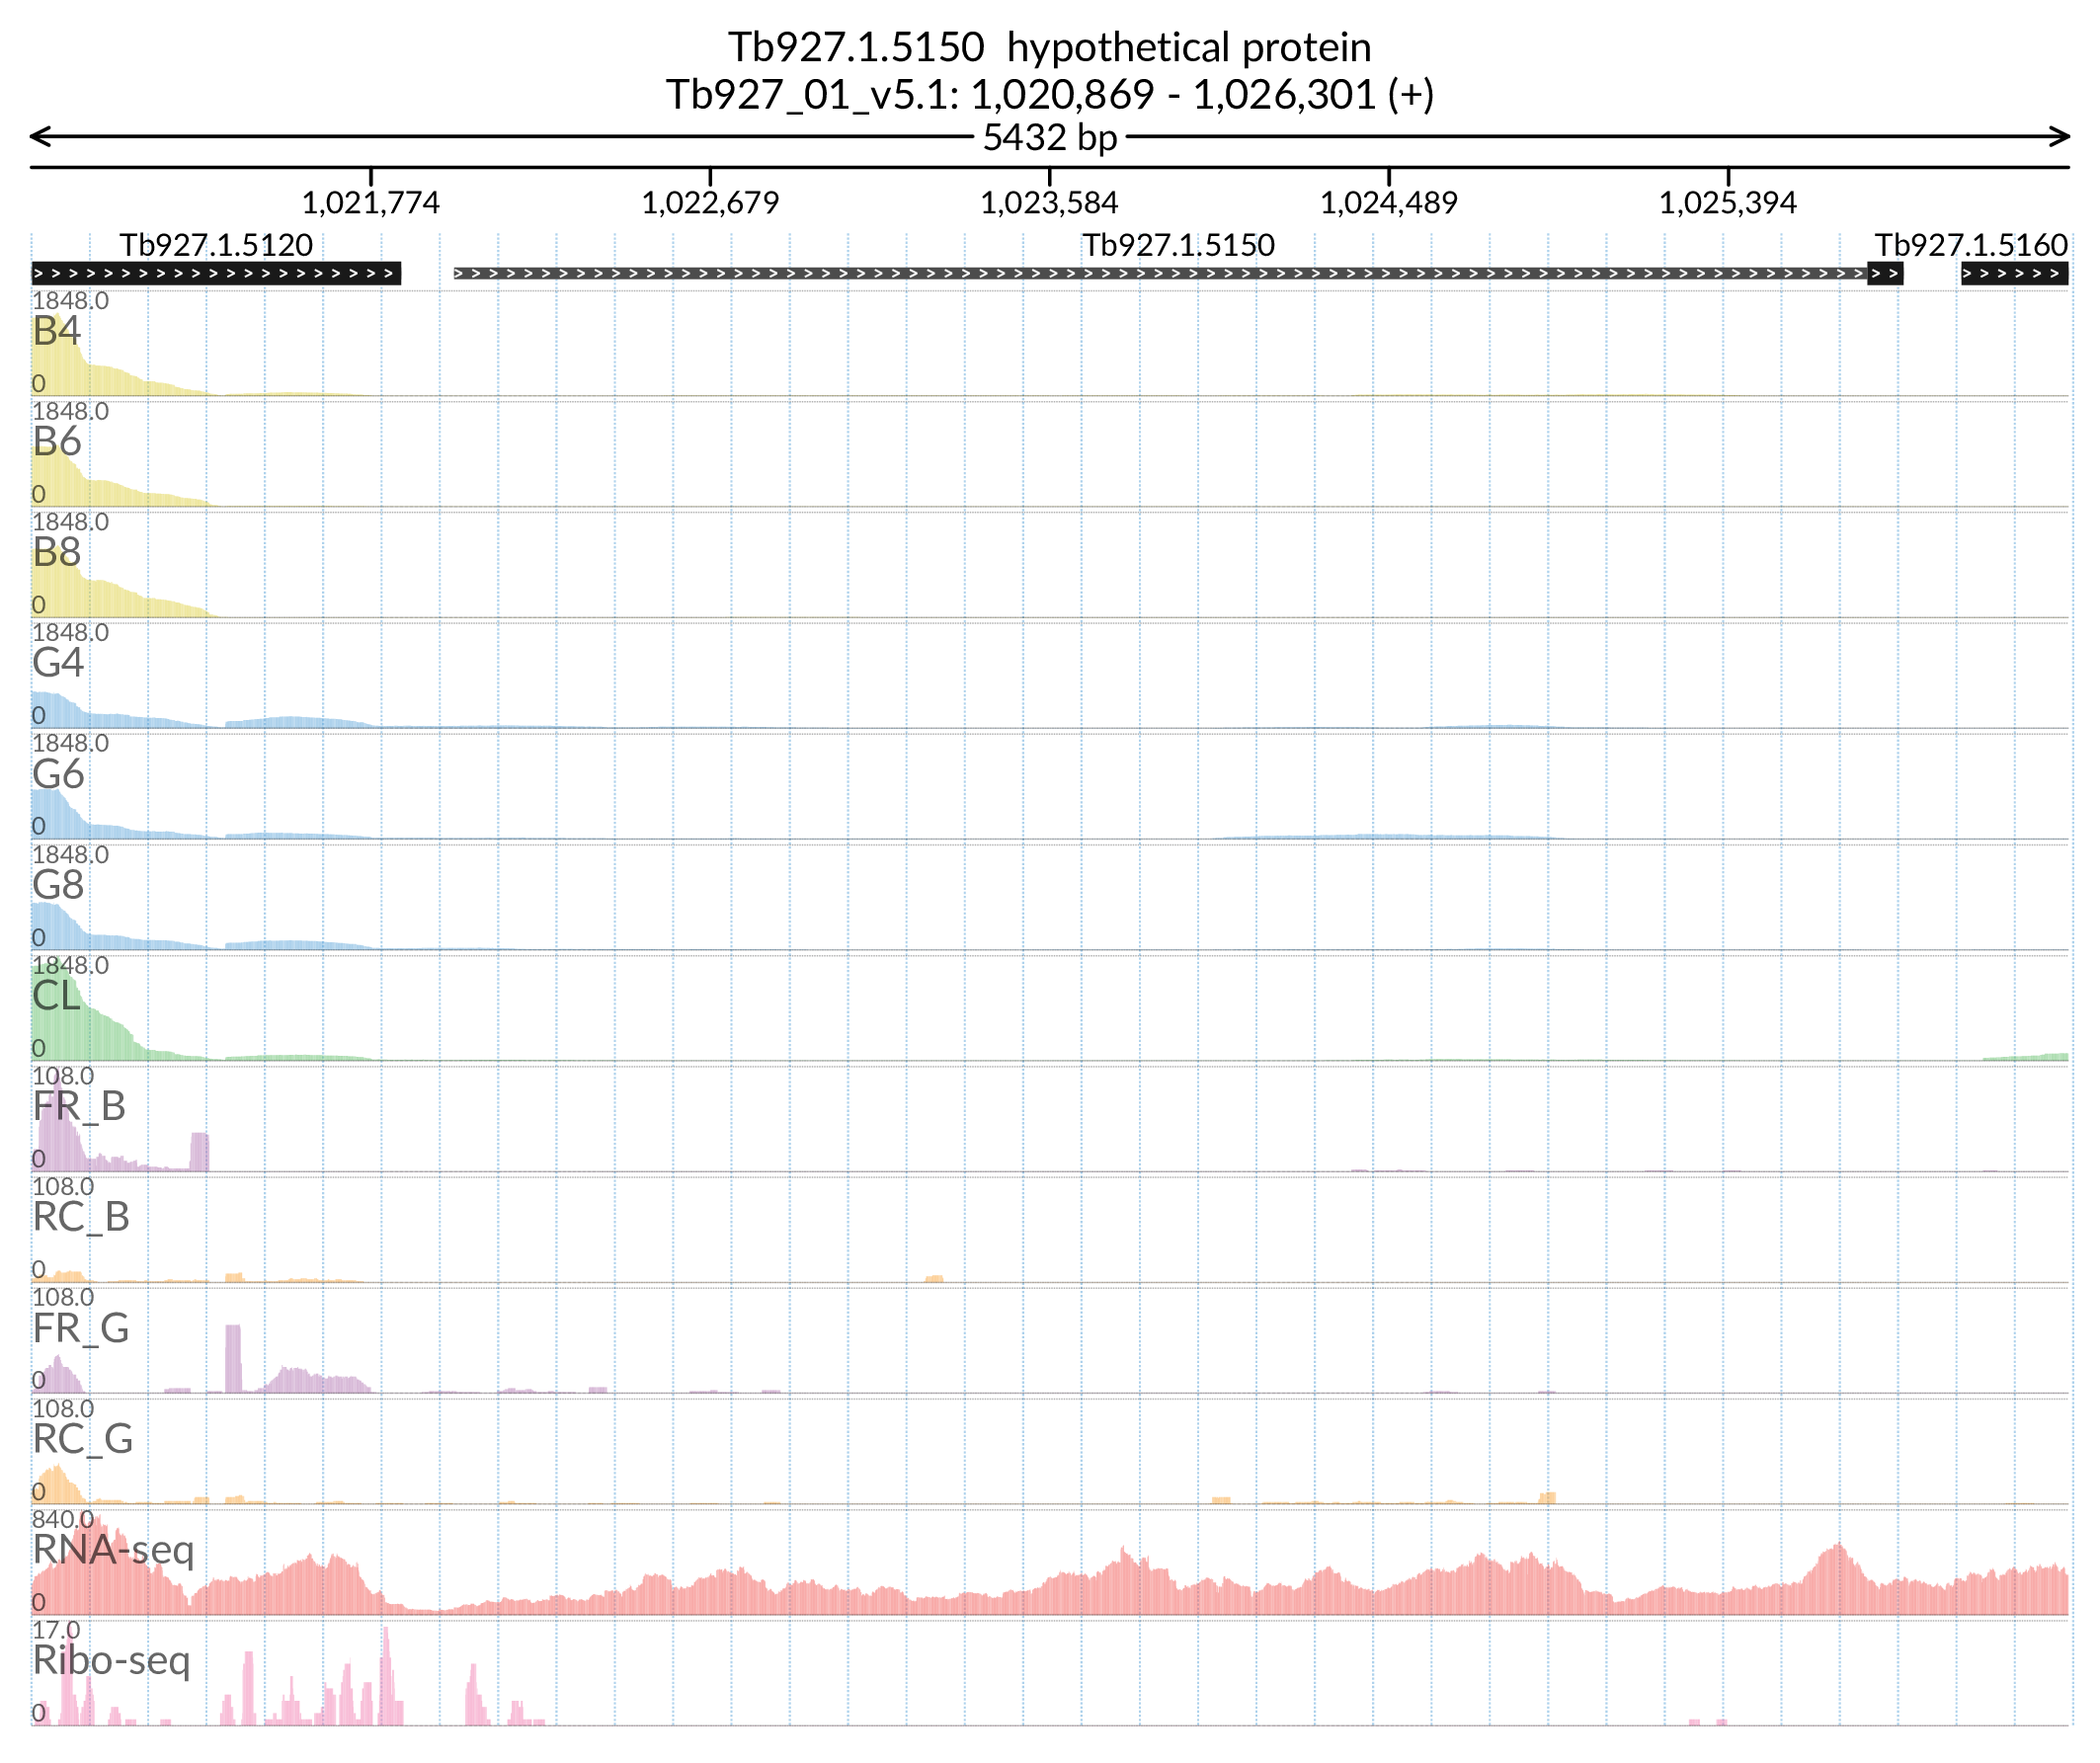 Tb927.1.5150  hypothetical protein
Tb927_01_v5.1: 1,020,869 - 1,026,301 (+)
5432 bp
1,021,774 1,022,679 1,023,584 1,024,489 1,025,394
Tb927.1.5120 Tb927.1.5150 Tb927.1.5160
1848.0
B4
0
1848.0
B6
0
1848.0
B8
0
1848.0
G4
0
1848.0
G6
0
1848.0
G8
0
1848.0
CL
0
108.0
FR_B
0
108.0
RC_B
0
108.0
FR_G
0
108.0
RC_G
0
840.0
RNA-seq
0
17.0
Ribo-seq
0